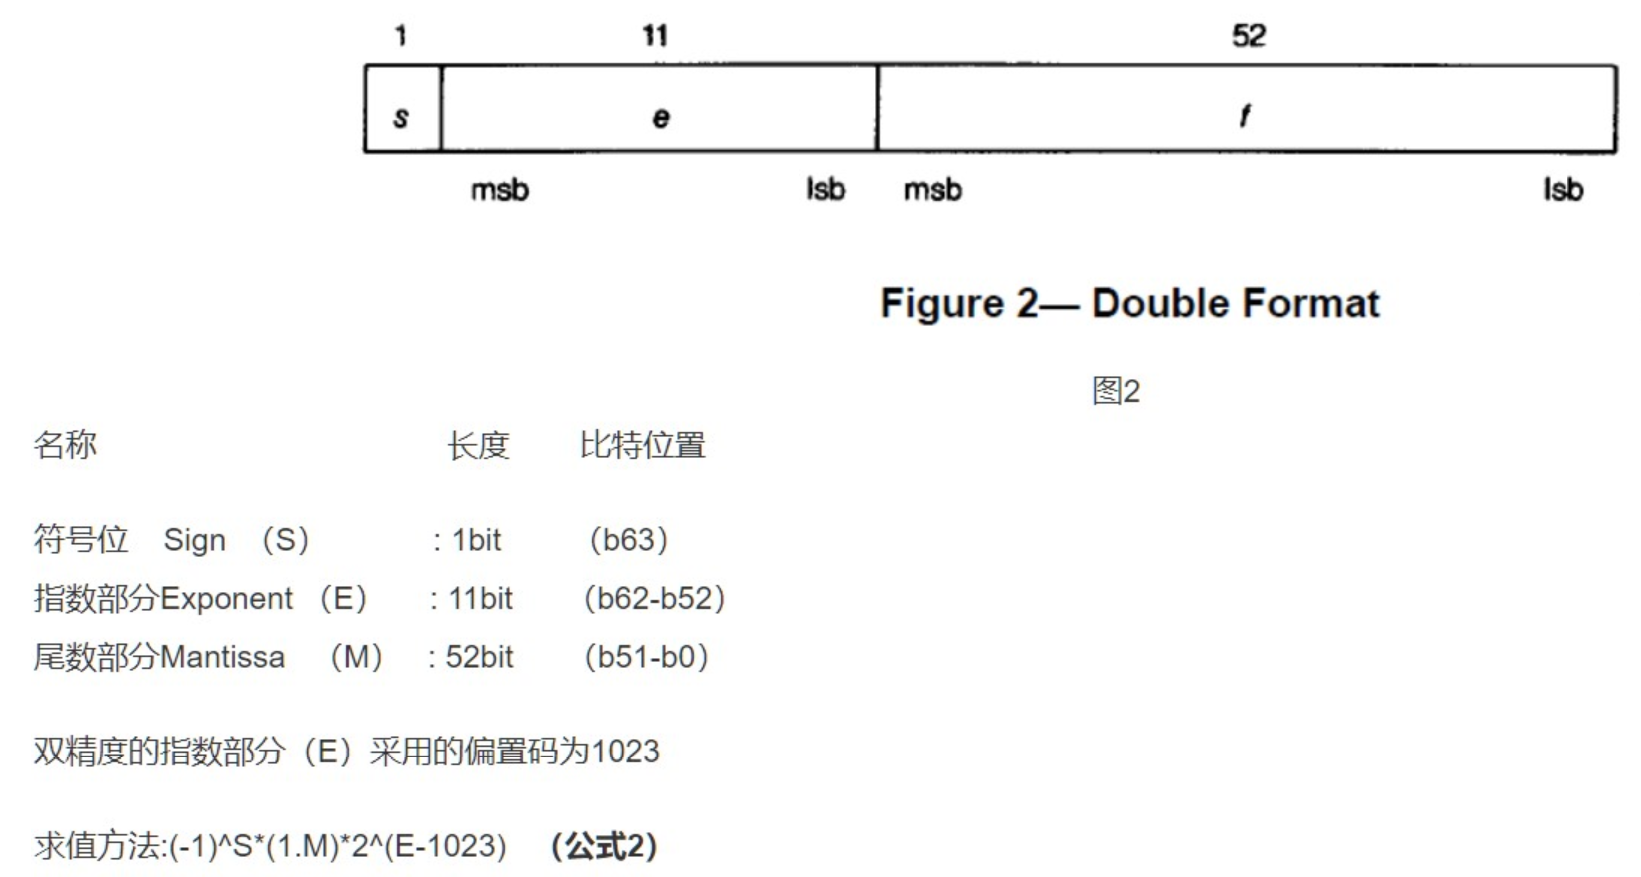 1 11 52
s e f
msb lsb msb lsb
Figure 2— Double Format
图2
名称 长度 比特位置
符号位 Sign （S） : 1bit （b63）
指数部分Exponent （E） : 11bit （b62-b52）
尾数部分Mantissa （M） : 52bit （b51-b0）
双精度的指数部分（E）采用的偏置码为1023
求值方法:(-1)^S*(1.M)*2^(E-1023) （公式2)